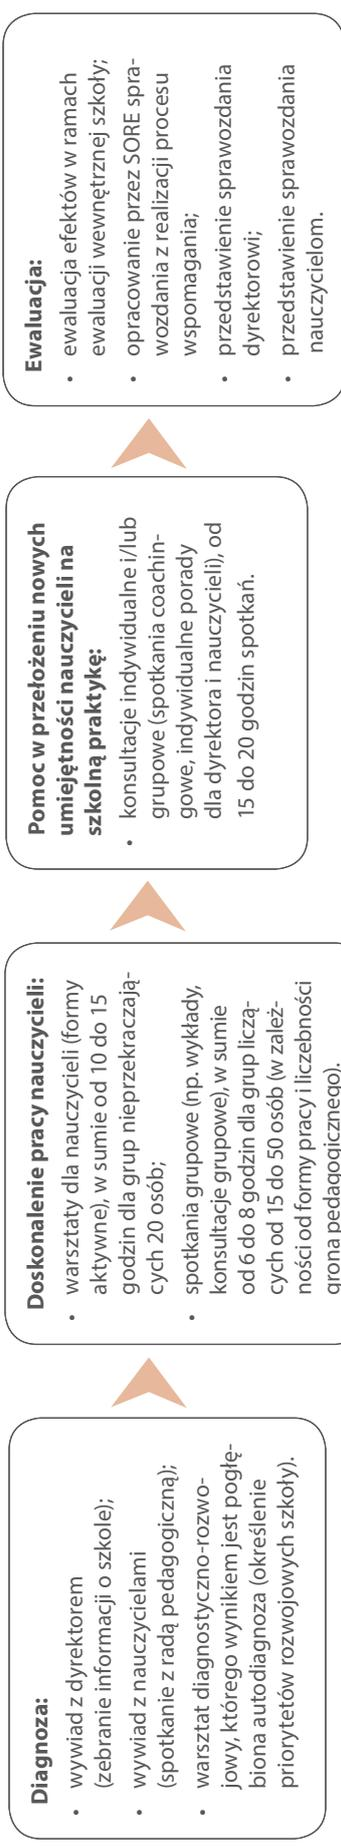 Diagnoza:
• wywiad z dyrektorem
(zebranie informacji o szkole);
• wywiad z nauczycielami
(spotkanie z radą pedagogiczną);
• warsztat diagnostyczno-rozwo-
jowy, którego wynikiem jest pogłę-
biona autodiagnoza (określenie
priorytetów rozwojowych szkoły).
Doskonalenie pracy nauczycieli:
• warsztaty dla nauczycieli (formy
aktywne), w sumie od 10 do 15
godzin dla grup nieprzekraczają-
cych 20 osób;
• spotkania grupowe (np. wykłady,
konsultacje grupowe), w sumie
od 6 do 8 godzin dla grup liczą-
cych od 15 do 50 osób (w zależ-
ności od formy pracy i liczebności
grona pedagogicznego).
Pomoc w przełożeniu nowych
umiejętności nauczycieli na
szkolną praktykę:
• konsultacje indywidualne i/lub
grupowe (spotkania coachin-
gowe, indywidualne porady
dla dyrektora i nauczycieli), od
15 do 20 godzin spotkań.
Ewaluacja:
• ewaluacja efektów w ramach
ewaluacji wewnętrznej szkoły;
• opracowanie przez SORE spra-
wozdania z realizacji procesu
wspomagania;
• przedstawienie sprawozdania
dyrektorowi;
• przedstawienie sprawozdania
nauczycielom.